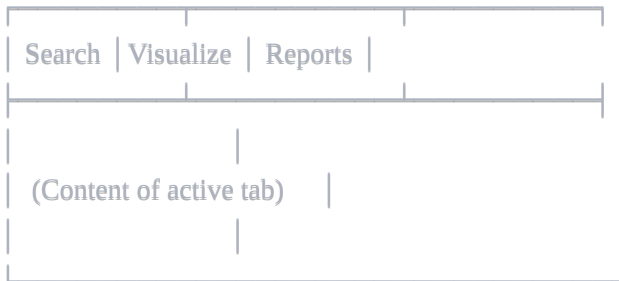 Search | Visualize | Reports |
(Content of active tab) |